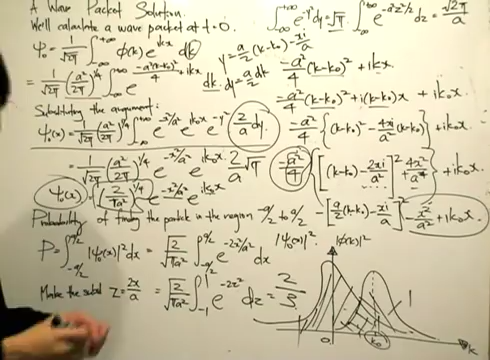 A Wave Packet Solution.
We'll calculate a wave packet at t=0.
∫_{-∞}^{+∞} e^{-y²} dy = √π   ∫_{-∞}^{∞} e^{-a²z²/2} dz = √2π/a
ψ₀ = 1/√2π ∫_{-∞}^{+∞} φ(k) e^{ikx} dk   y = a/2 (k-k₀) - xi/a
= 1/√2π (a²/2π)^{1/4} ∫_{-∞}^{+∞} e^{-a²(k-k₀)²/4 + ikx} dk.   dy = a/2 dk   -a²/4 (k-k₀)² + ikx
= -a²/4 (k-k₀)² + i(k-k₀)x + ik₀x
Substituting the argument:
ψ₀(x) = 1/√2π (a²/2π)^{1/4} ∫_{-∞}^{+∞} e^{-x²/a²} e^{ik₀x} e^{-y²} 2/a dy.   = -a²/4 {(k-k₀)² - 4xi/a² (k-k₀)} + ik₀x.
= 1/√2π (a²/2π)^{1/4} e^{-x²/a²} e^{ik₀x} 2/a √π   = -a²/4 {[(k-k₀) - 2xi/a²]² + 4x²/a⁴} + ik₀x.
ψ₀(x) = (2/πa²)^{1/4} e^{-x²/a²} e^{ik₀x}   - [a/2 (k-k₀) - xi/a]² - x²/a² + ik₀x.
Probability of finding the particle in the region -a/2 to a/2
P = ∫_{-a/2}^{a/2} |ψ₀(x)|² dx = √(2/πa²) ∫_{-a/2}^{a/2} e^{-2x²/a²} dx   |ψ₀(x)|².   |φ(k)|²
Make the subst Z = 2x/a = √(2/πa²) ∫_{-1}^{1} e^{-z²} dz = 2/3   1
0   k₀   k